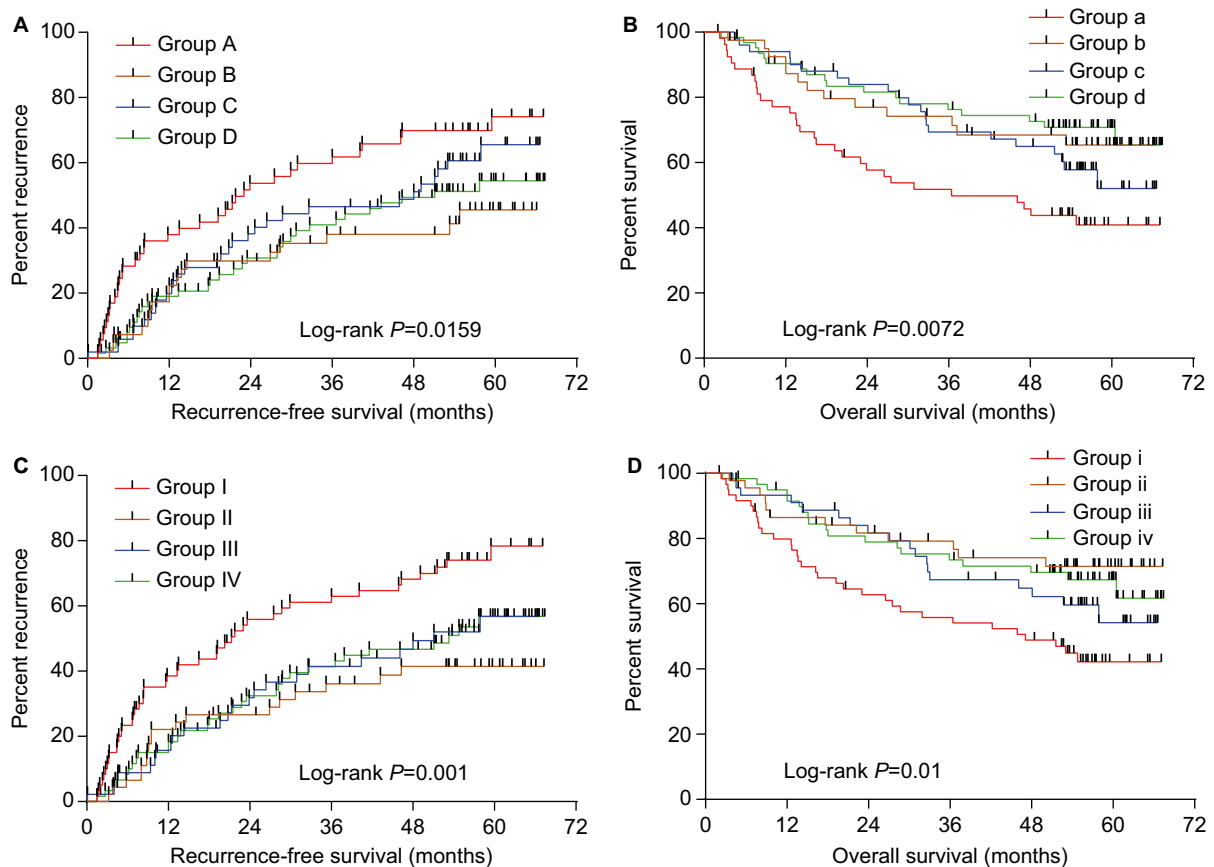 A
Percent recurrence
100
80
60
40
20
0
0 12 24 36 48 60 72
Recurrence-free survival (months)
Group A
Group B
Group C
Group D
Log-rank P=0.0159
B
Percent survival
100
80
60
40
20
0
0 12 24 36 48 60 72
Overall survival (months)
Group a
Group b
Group c
Group d
Log-rank P=0.0072
C
Percent recurrence
100
80
60
40
20
0
0 12 24 36 48 60 72
Recurrence-free survival (months)
Group I
Group II
Group III
Group IV
Log-rank P=0.001
D
Percent survival
100
80
60
40
20
0
0 12 24 36 48 60 72
Overall survival (months)
Group i
Group ii
Group iii
Group iv
Log-rank P=0.01